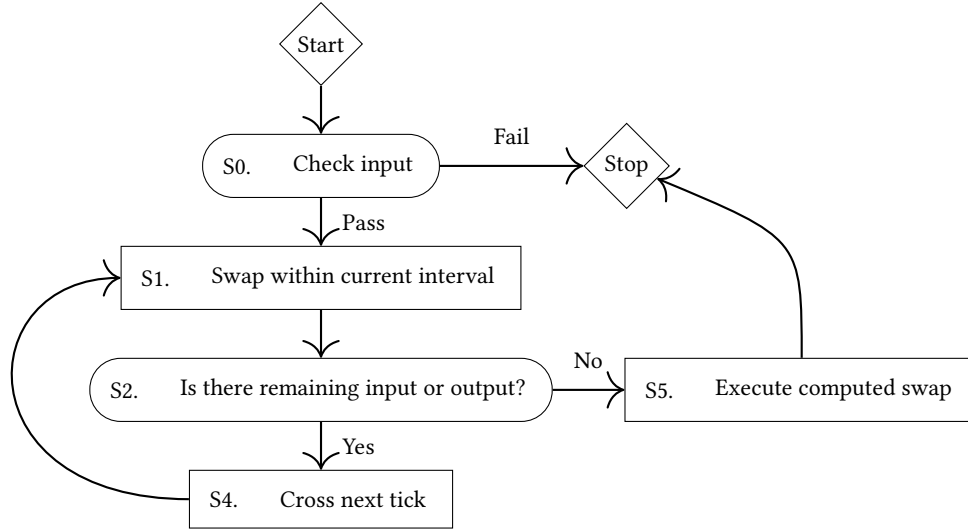 Start
S0. Check input
Fail
Stop
Pass
S1. Swap within current interval
S2. Is there remaining input or output?
No
S5. Execute computed swap
Yes
S4. Cross next tick